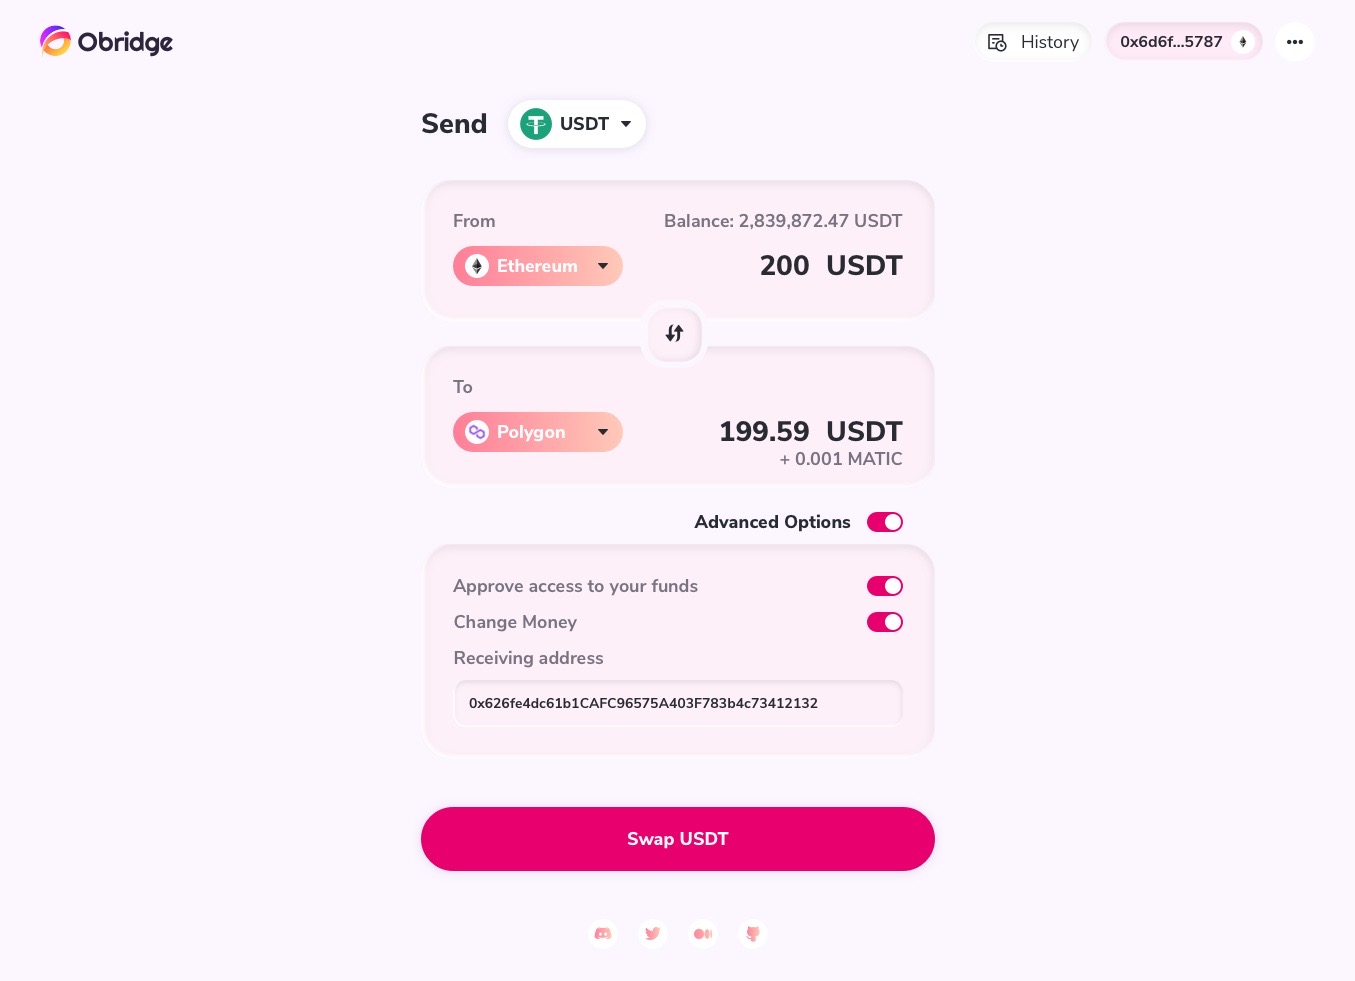 Obridge
History
0x6d6f...5787
Send
USDT
From
Balance: 2,839,872.47 USDT
Ethereum
200 USDT
To
Polygon
199.59 USDT
+ 0.001 MATIC
Advanced Options
Approve access to your funds
Change Money
Receiving address
0x626fe4dc61b1CAFC96575A403F783b4c73412132
Swap USDT